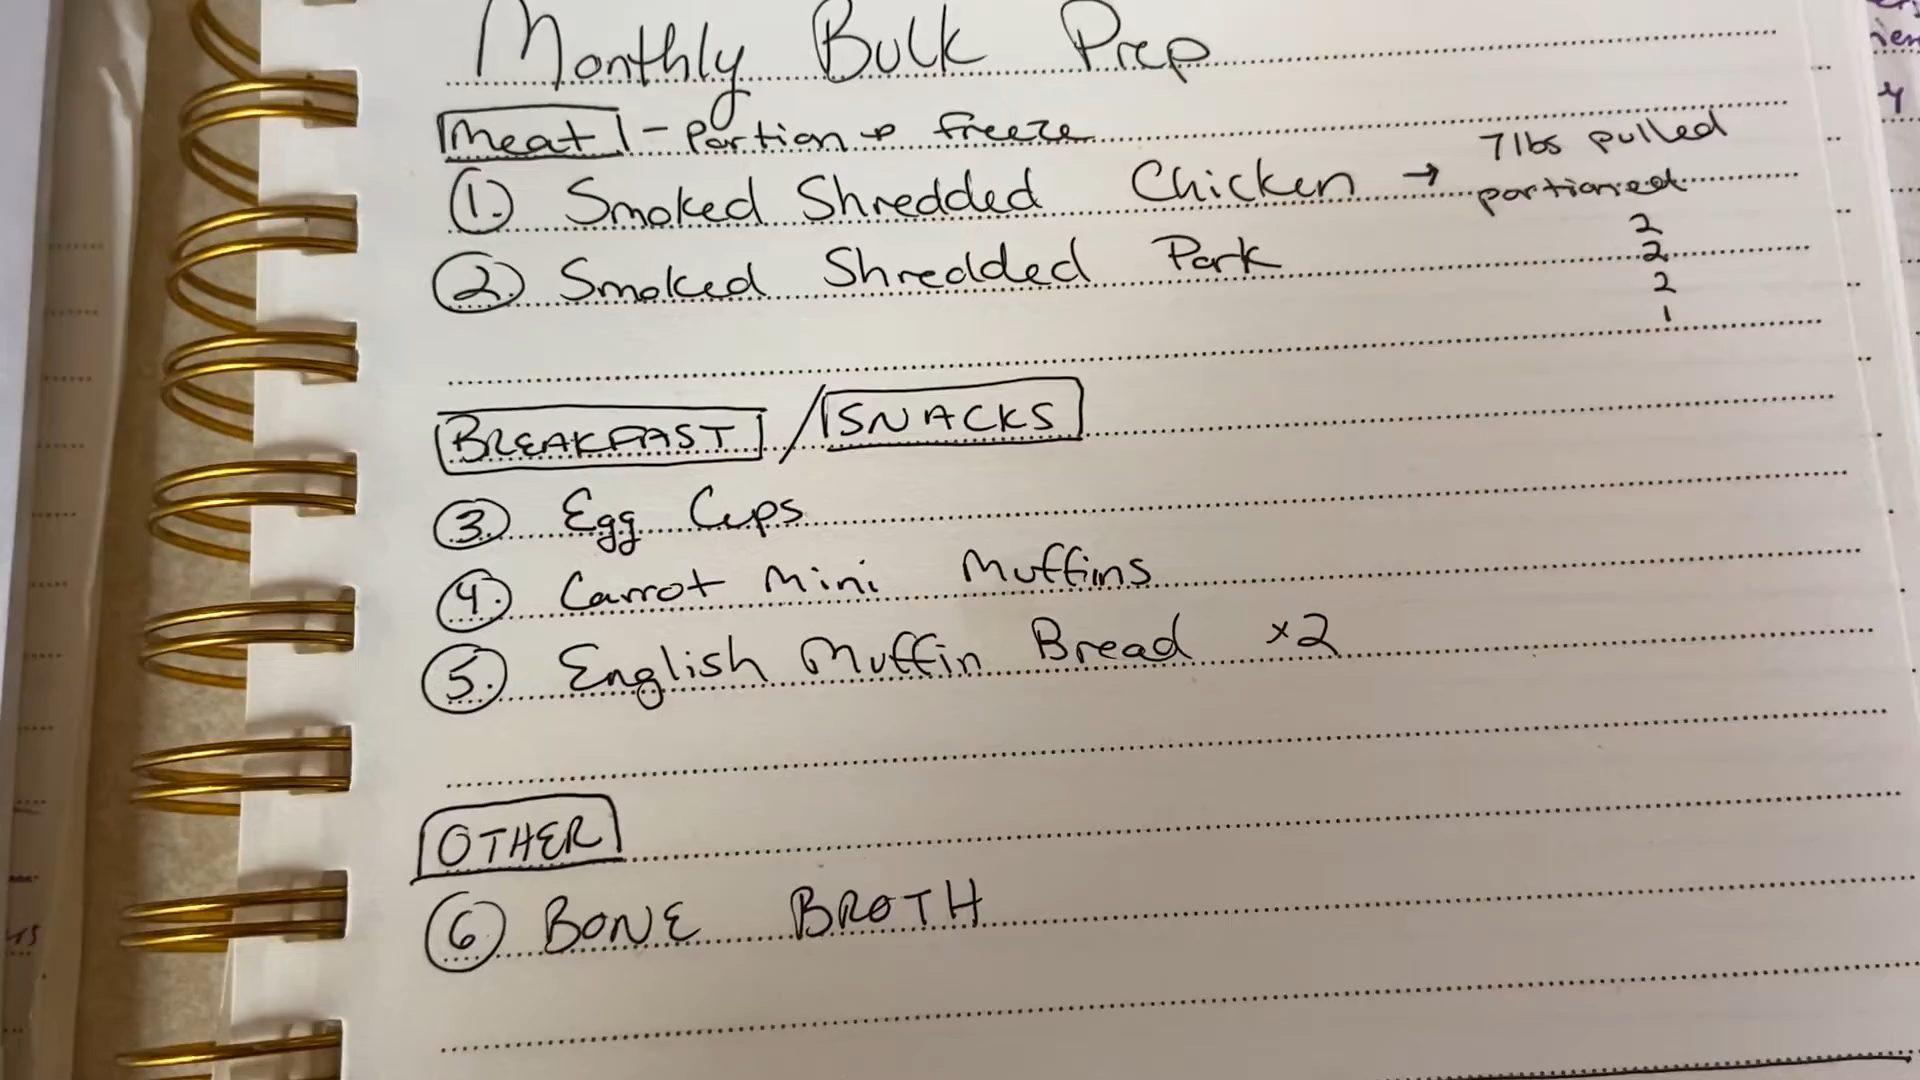 Monthly Bulk Prep
Meat - Portion → freeze
① Smoked Shredded Chicken → 7 lbs pulled
portioned
2
2
2
1
② Smoked Shredded Pork
BREAKFAST / SNACKS
③ Egg Cups
④ Carrot Mini Muffins
⑤ English Muffin Bread x2
OTHER
⑥ BONE BROTH